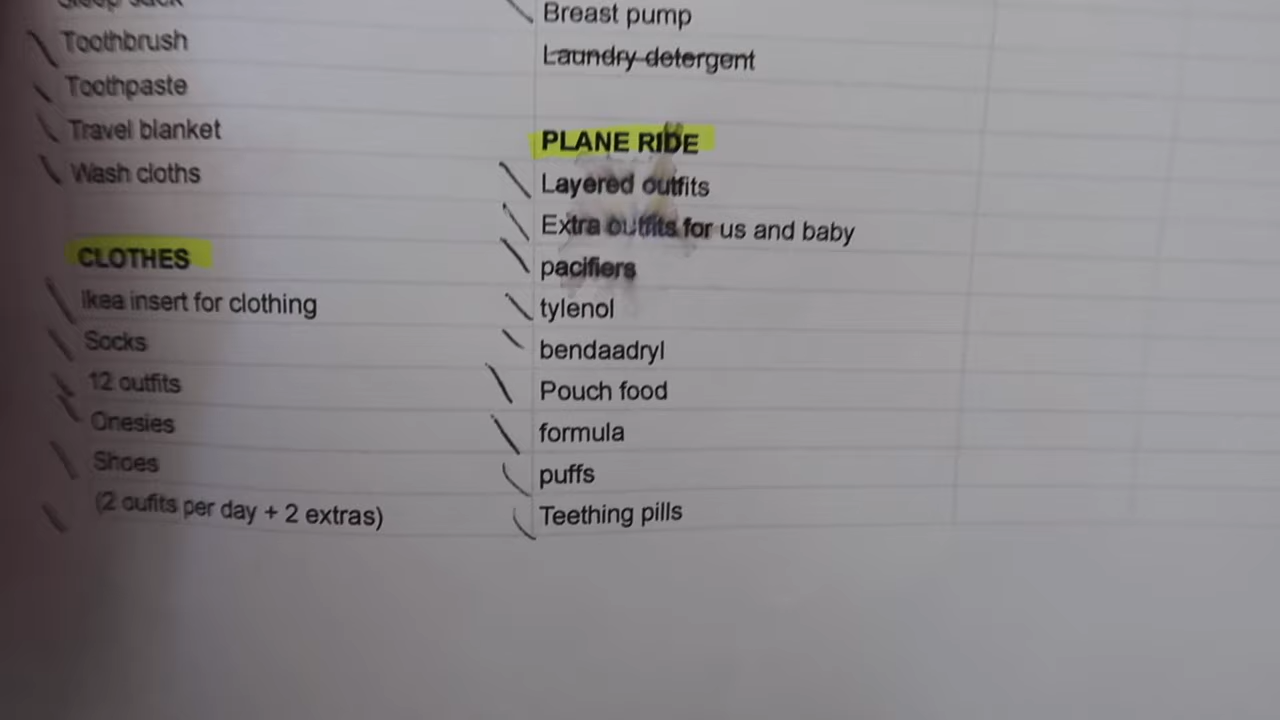 Toothbrush
Toothpaste
Travel blanket
Wash cloths
CLOTHES
Ikea insert for clothing
Socks
12 outfits
Onesies
Shoes
(2 oufits per day + 2 extras)
Breast pump
Laundry detergent
PLANE RIDE
Layered outfits
Extra outfits for us and baby
pacifiers
tylenol
bendaadryl
Pouch food
formula
puffs
Teething pills